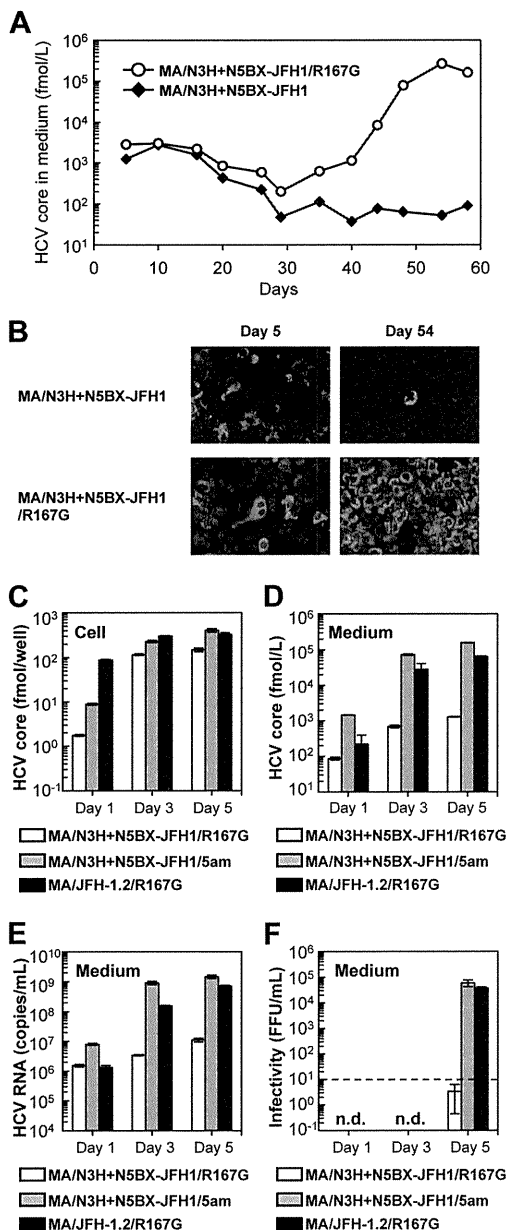 A
HCV core in medium (fmol/L)
10⁶
10⁵
10⁴
10³
10²
10¹
MA/N3H+N5BX-JFH1/R167G
MA/N3H+N5BX-JFH1
0 10 20 30 40 50 60
Days
B
Day 5 Day 54
MA/N3H+N5BX-JFH1
MA/N3H+N5BX-JFH1
/R167G
C
HCV core (fmol/well)
10³
10²
10¹
10⁰
10⁻¹
Cell
Day 1 Day 3 Day 5
MA/N3H+N5BX-JFH1/R167G
MA/N3H+N5BX-JFH1/5am
MA/JFH-1.2/R167G
D
HCV core (fmol/L)
10⁶
10⁵
10⁴
10³
10²
10¹
Medium
Day 1 Day 3 Day 5
MA/N3H+N5BX-JFH1/R167G
MA/N3H+N5BX-JFH1/5am
MA/JFH-1.2/R167G
E
HCV RNA (copies/mL)
10¹⁰
10⁹
10⁸
10⁷
10⁶
10⁵
10⁴
Medium
Day 1 Day 3 Day 5
MA/N3H+N5BX-JFH1/R167G
MA/N3H+N5BX-JFH1/5am
MA/JFH-1.2/R167G
F
Infectivity (FFU/mL)
10⁶
10⁵
10⁴
10³
10²
10¹
10⁰
10⁻¹
Medium
n.d. n.d.
Day 1 Day 3 Day 5
MA/N3H+N5BX-JFH1/R167G
MA/N3H+N5BX-JFH1/5am
MA/JFH-1.2/R167G